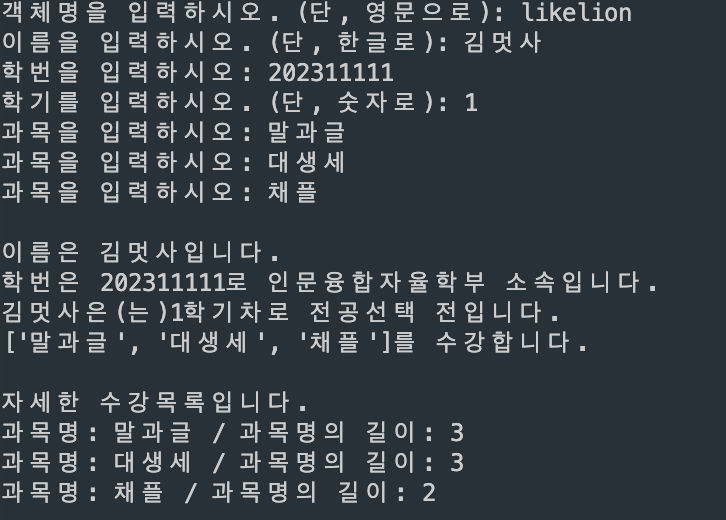 객체명을 입력하시오. (단, 영문으로): likelion
이름을 입력하시오. (단, 한글로): 김멋사
학번을 입력하시오: 202311111
학기를 입력하시오. (단, 숫자로): 1
과목을 입력하시오: 말과글
과목을 입력하시오: 대생세
과목을 입력하시오: 채플
이름은 김멋사입니다.
학번은 202311111로 인문융합자율학부 소속입니다.
김멋사은(는)1학기차로 전공선택 전입니다.
['말과글', '대생세', '채플']를 수강합니다.
자세한 수강목록입니다.
과목명: 말과글 / 과목명의 길이: 3
과목명: 대생세 / 과목명의 길이: 3
과목명: 채플 / 과목명의 길이: 2